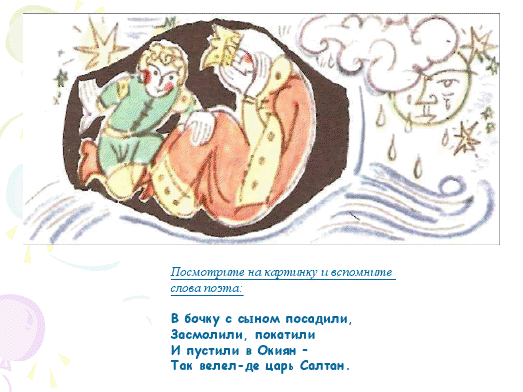 Посмотрите на картинку и вспомните
слова поэта:
В бочку с сыном посадили,
Засмолили, покатили
И пустили в Окиян –
Так велел-де царь Салтан.